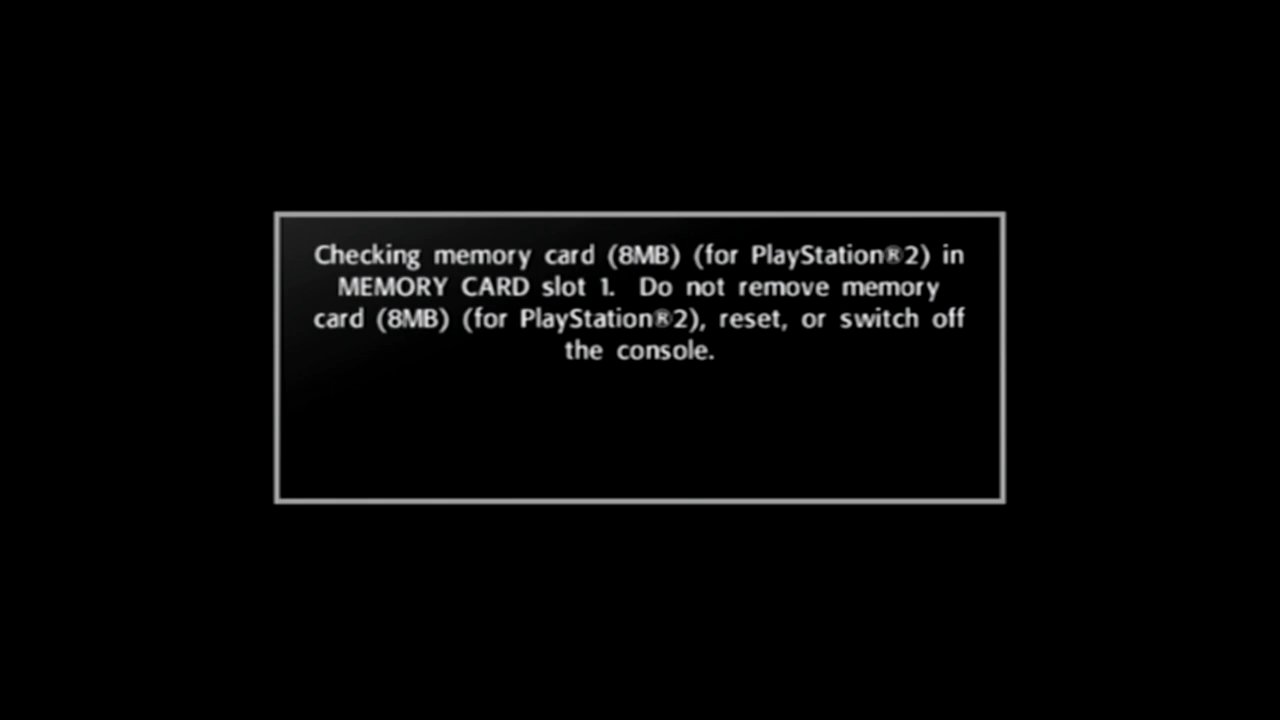 Checking memory card (8MB) (for PlayStation®2) in
MEMORY CARD slot 1. Do not remove memory
card (8MB) (for PlayStation®2), reset, or switch off
the console.